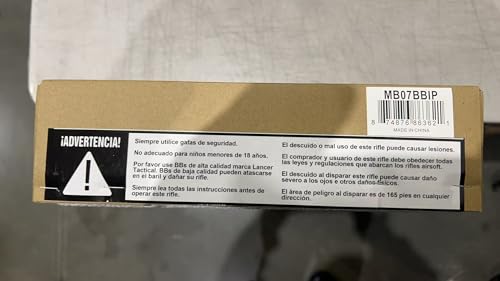 MB07BBIP
8 74876 86362 1
MADE IN CHINA
¡ADVERTENCIA!
Siempre utilice gafas de seguridad.
No adecuado para niños menores de 18 años.
Por favor use BBs de alta calidad marca Lancer
Tactical. BBs de baja calidad pueden atascarse
en el baril y dañar su rifle.
Siempre lea todas las instrucciones antes de
operar este rifle.
El descuido o mal uso de este rifle puede causar lesiones.
El comprador y usuario de este rifle debe obedecer todas
las leyes y regulaciones que abarcan los rifles airsoft.
El descuido al disparar este rifle puede causar daño
severo a los ojos e otros daños físicos.
El área de peligro al disparar es de 165 pies en cualquier
dirección.